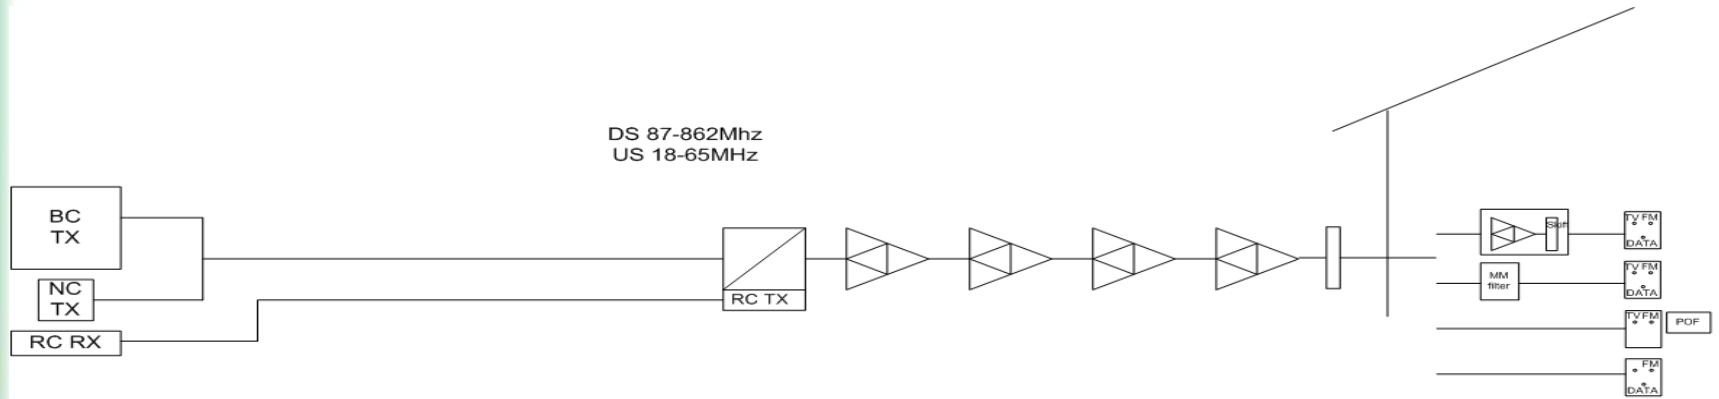 DS 87-862Mhz
US 18-65MHz
BC
TX
NC
TX
RC RX
RC TX
TV FM
DATA
MM
filter
TV FM
DATA
TV FM
POF
FM
DATA